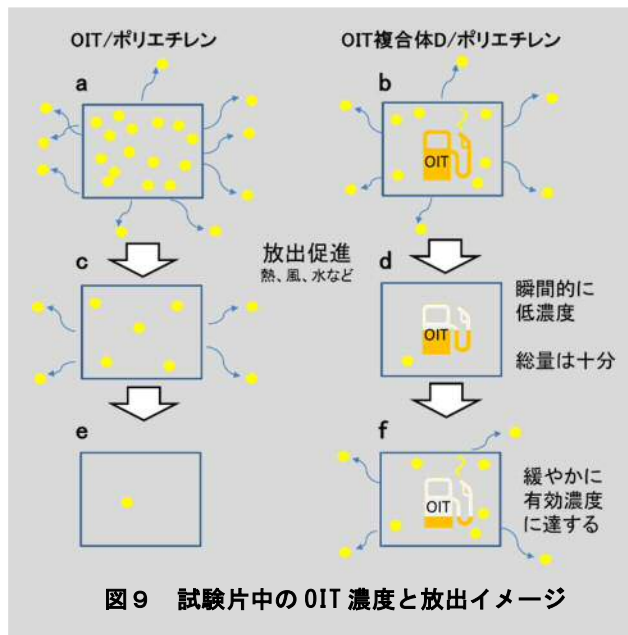 OIT/ポリエチレン
OIT複合体D/ポリエチレン
a
b
OIT
放出促進
熱、風、水など
c
d
OIT
瞬間的に
低濃度
総量は十分
e
f
OIT
緩やかに
有効濃度
に達する
図9 試験片中の OIT 濃度と放出イメージ